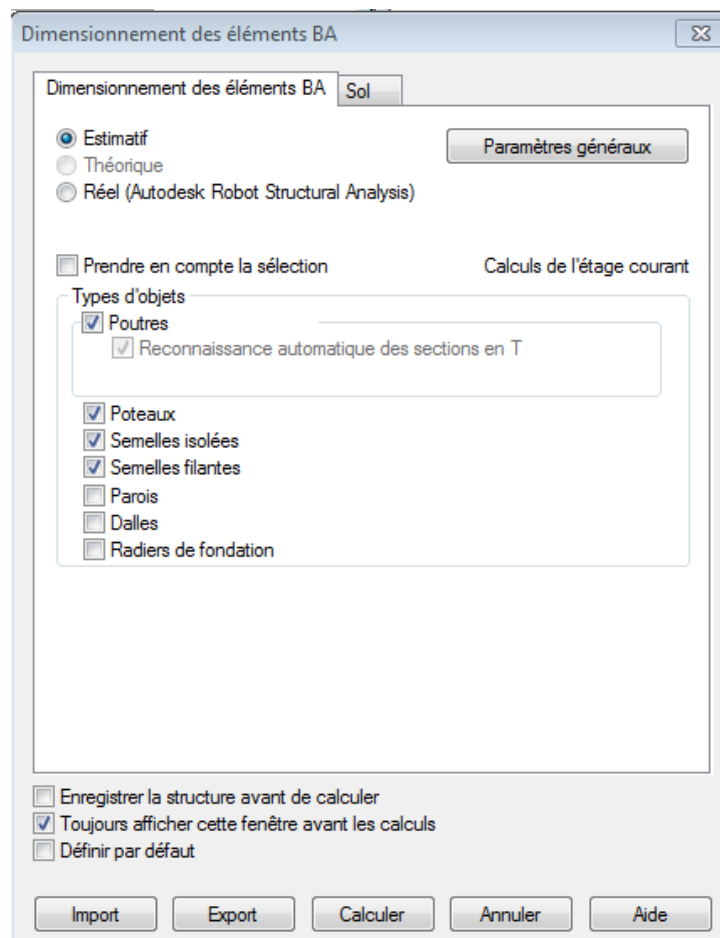 Dimensionnement des éléments BA
Dimensionnement des éléments BA Sol
Estimatif Paramètres généraux
Théorique
Réel (Autodesk Robot Structural Analysis)
Prendre en compte la sélection Calculs de l'étage courant
Types d'objets
Poutres
Reconnaissance automatique des sections en T
Poteaux
Semelles isolées
Semelles filantes
Parois
Dalles
Radiers de fondation
Enregistrer la structure avant de calculer
Toujours afficher cette fenêtre avant les calculs
Définir par défaut
Import Export Calculer Annuler Aide